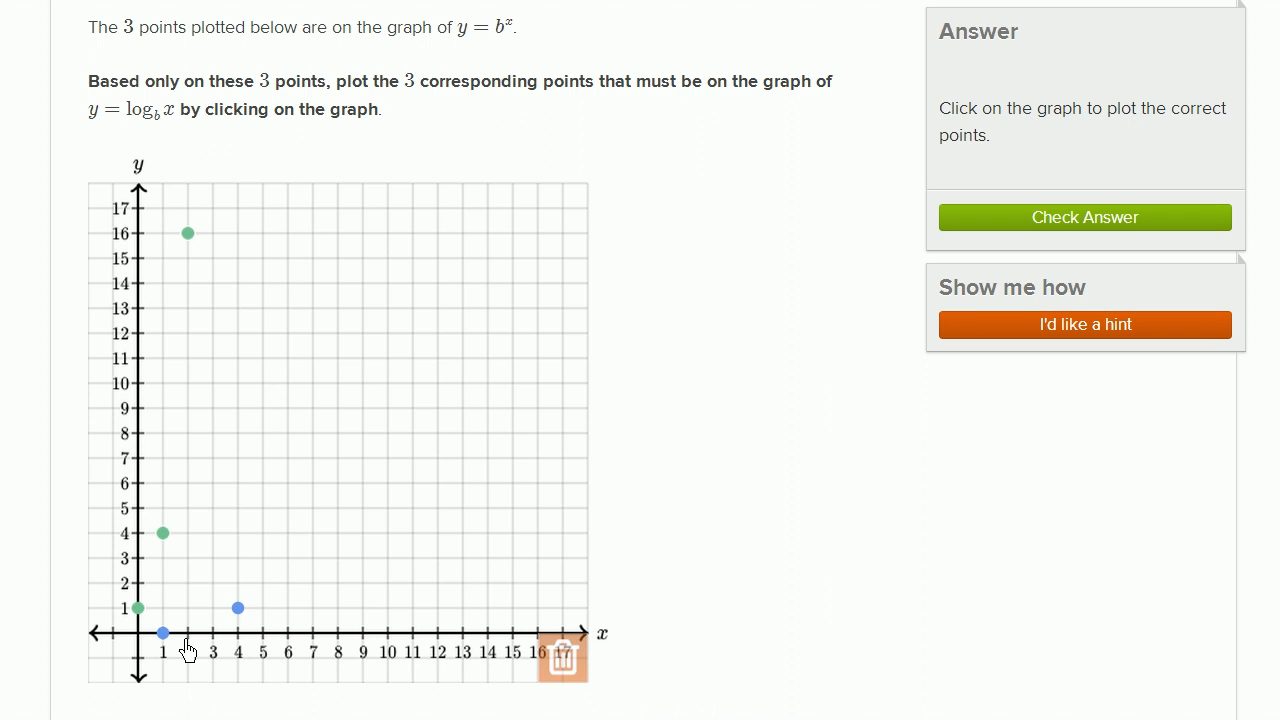 The 3 points plotted below are on the graph of y = bˣ.
Based only on these 3 points, plot the 3 corresponding points that must be on the graph of
y = log_b x by clicking on the graph.
y
17
16
15
14
13
12
11
10
9
8
7
6
5
4
3
2
1
1 3 4 5 6 7 8 9 10 11 12 13 14 15 16 17
x
Answer
Click on the graph to plot the correct
points.
Check Answer
Show me how
I'd like a hint